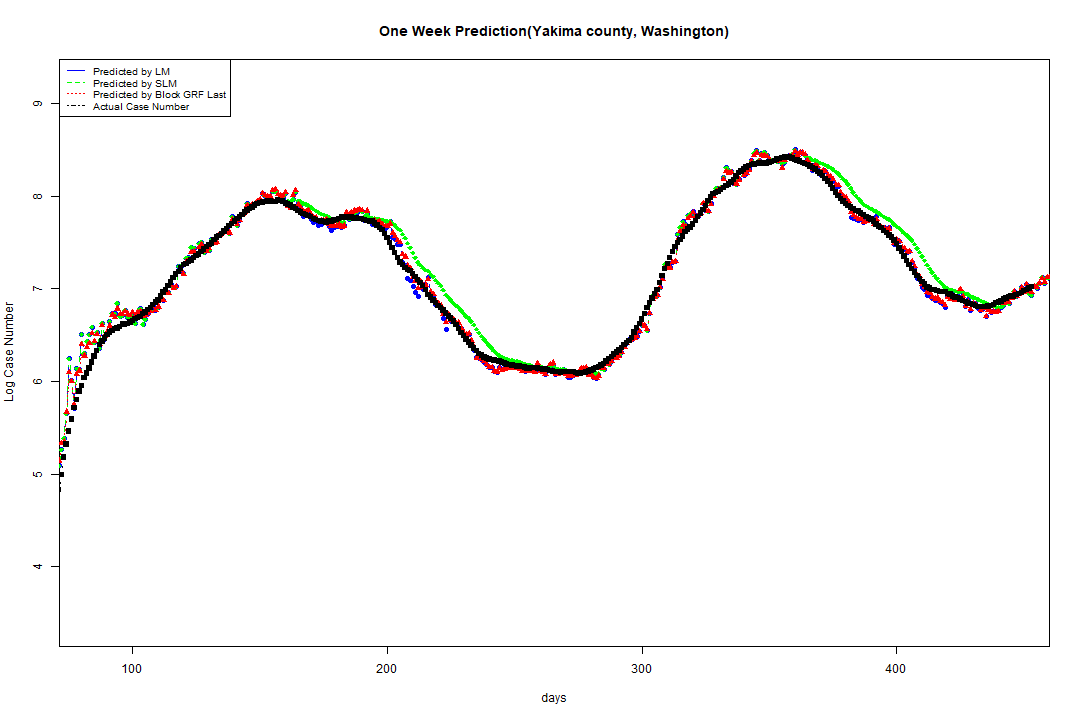 One Week Prediction(Yakima county, Washington)
Predicted by LM
Predicted by SLM
Predicted by Block GRF Last
Actual Case Number
9
8
7
6
5
4
Log Case Number
100 200 300 400
days